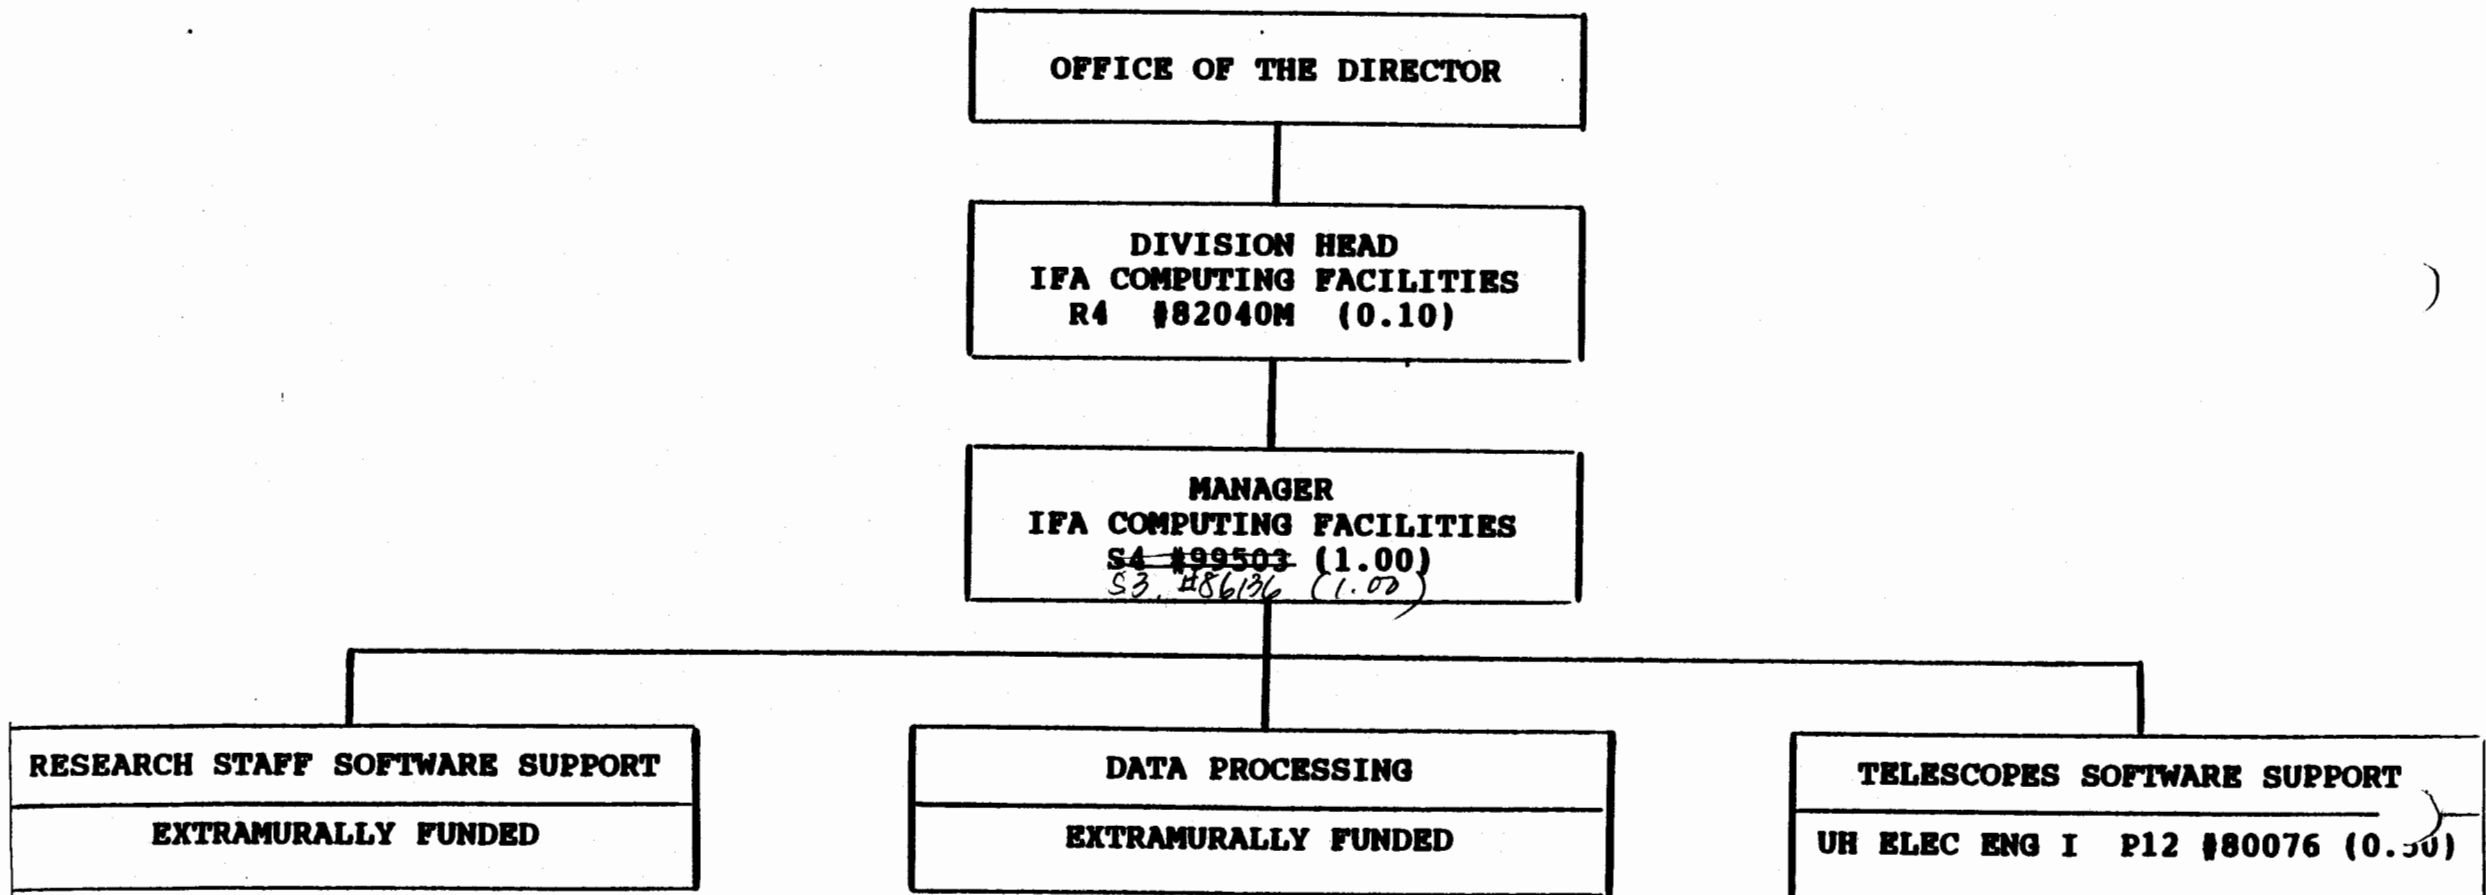 OFFICE OF THE DIRECTOR
DIVISION HEAD
IFA COMPUTING FACILITIES
R4 #82040M (0.10)
MANAGER
IFA COMPUTING FACILITIES
S4 #99503 (1.00)
S3, #86136 (1.00)
RESEARCH STAFF SOFTWARE SUPPORT
EXTRAMURALLY FUNDED
DATA PROCESSING
EXTRAMURALLY FUNDED
TELESCOPES SOFTWARE SUPPORT
UH ELEC ENG I P12 #80076 (0.50)